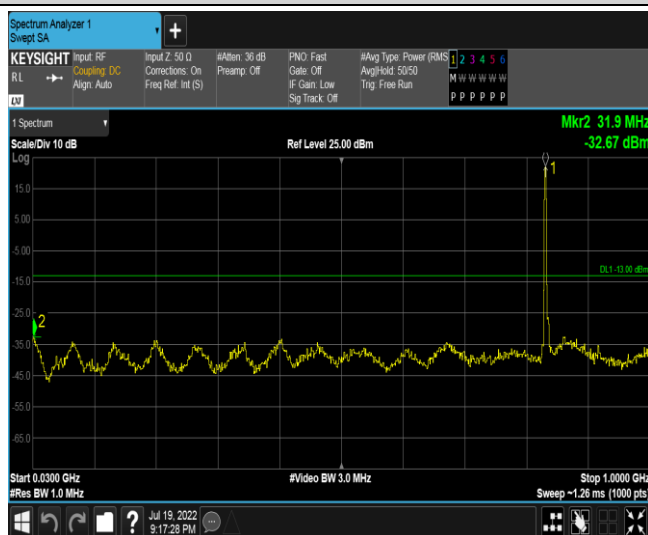 Spectrum Analyzer 1
Swept SA
+
KEYSIGHT
RL
Input: RF
Coupling: DC
Align: Auto
Input Z: 50 Ω
Corrections: On
Freq Ref: Int (S)
#Atten: 36 dB
Preamp: Off
PNO: Fast
Gate: Off
IF Gain: Low
Sig Track: Off
#Avg Type: Power (RMS
Avg|Hold: 50/50
Trig: Free Run
1 2 3 4 5 6
M W W W W W
P P P P P P
LXI
1 Spectrum
Mkr2 31.9 MHz
-32.67 dBm
Scale/Div 10 dB
Ref Level 25.00 dBm
Log
1
15.0
5.00
-5.00
DL1 -13.00 dBm
-15.0
-25.0
2
-35.0
-45.0
-55.0
-65.0
Start 0.0300 GHz
#Video BW 3.0 MHz
Stop 1.0000 GHz
#Res BW 1.0 MHz
Sweep ~1.26 ms (1000 pts)
?
Jul 19, 2022
9:17:28 PM